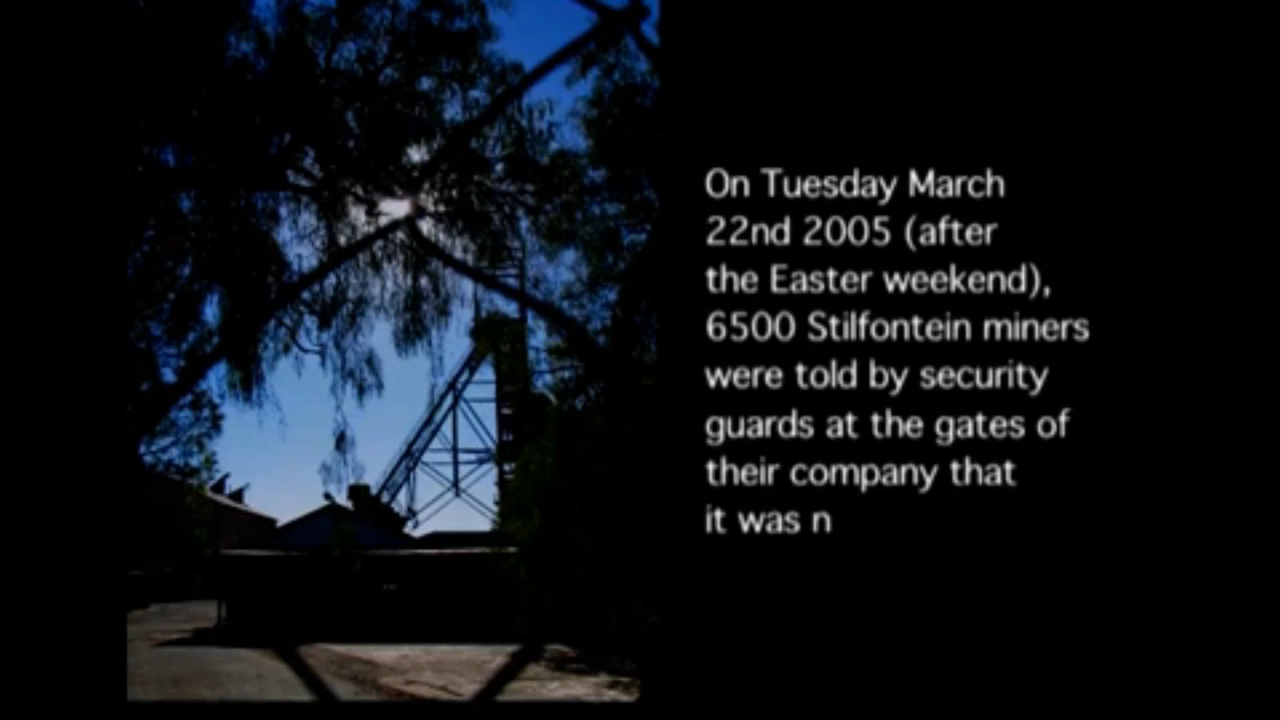 On Tuesday March
22nd 2005 (after
the Easter weekend),
6500 Stilfontein miners
were told by security
guards at the gates of
their company that
it was n